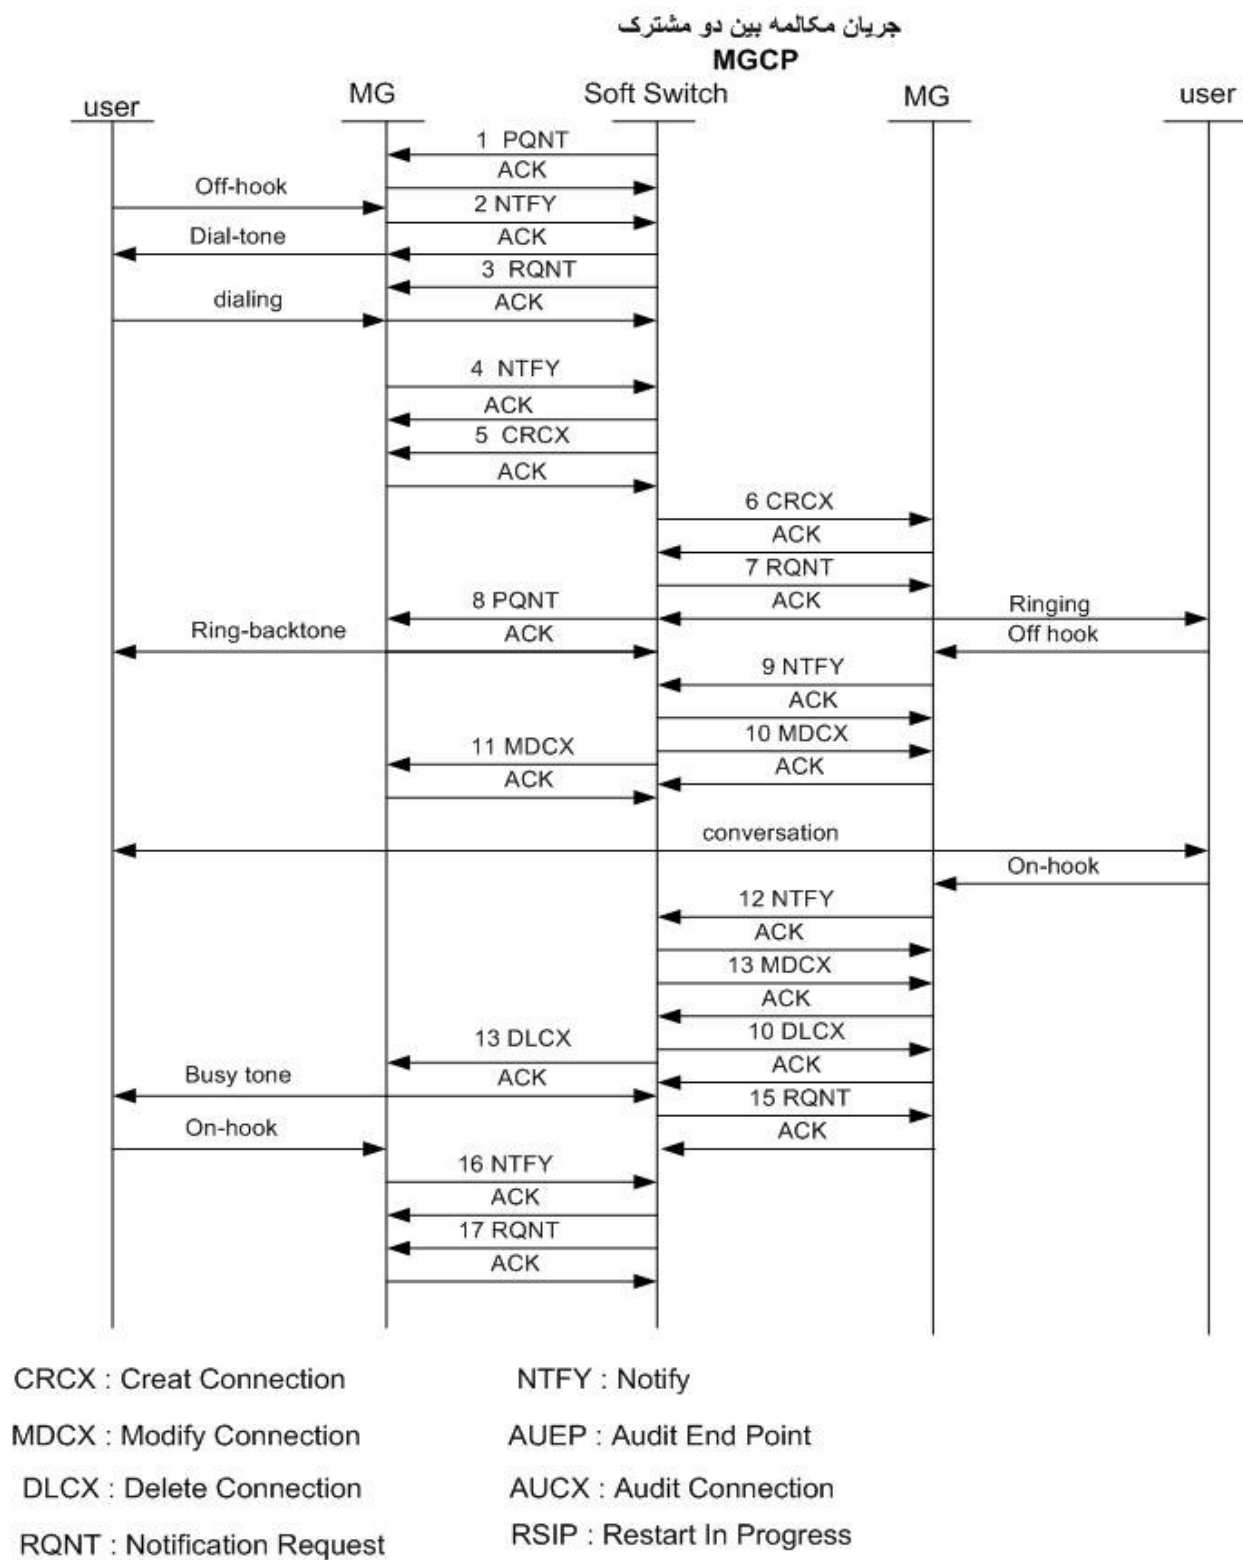 جریان مکالمه بین دو مشترک
MGCP
user MG Soft Switch MG user
1 PQNT
ACK
Off-hook
2 NTFY
Dial-tone
ACK
3 RQNT
dialing
ACK
4 NTFY
ACK
5 CRCX
ACK
6 CRCX
ACK
7 RQNT
8 PQNT
ACK
Ringing
Ring-backtone
ACK
Off hook
9 NTFY
ACK
10 MDCX
11 MDCX
ACK
ACK
conversation
On-hook
12 NTFY
ACK
13 MDCX
ACK
13 DLCX
10 DLCX
ACK
Busy tone
ACK
15 RQNT
On-hook
ACK
16 NTFY
ACK
17 RQNT
ACK
CRCX : Creat Connection
NTFY : Notify
MDCX : Modify Connection
AUEP : Audit End Point
DLCX : Delete Connection
AUCX : Audit Connection
RQNT : Notification Request
RSIP : Restart In Progress